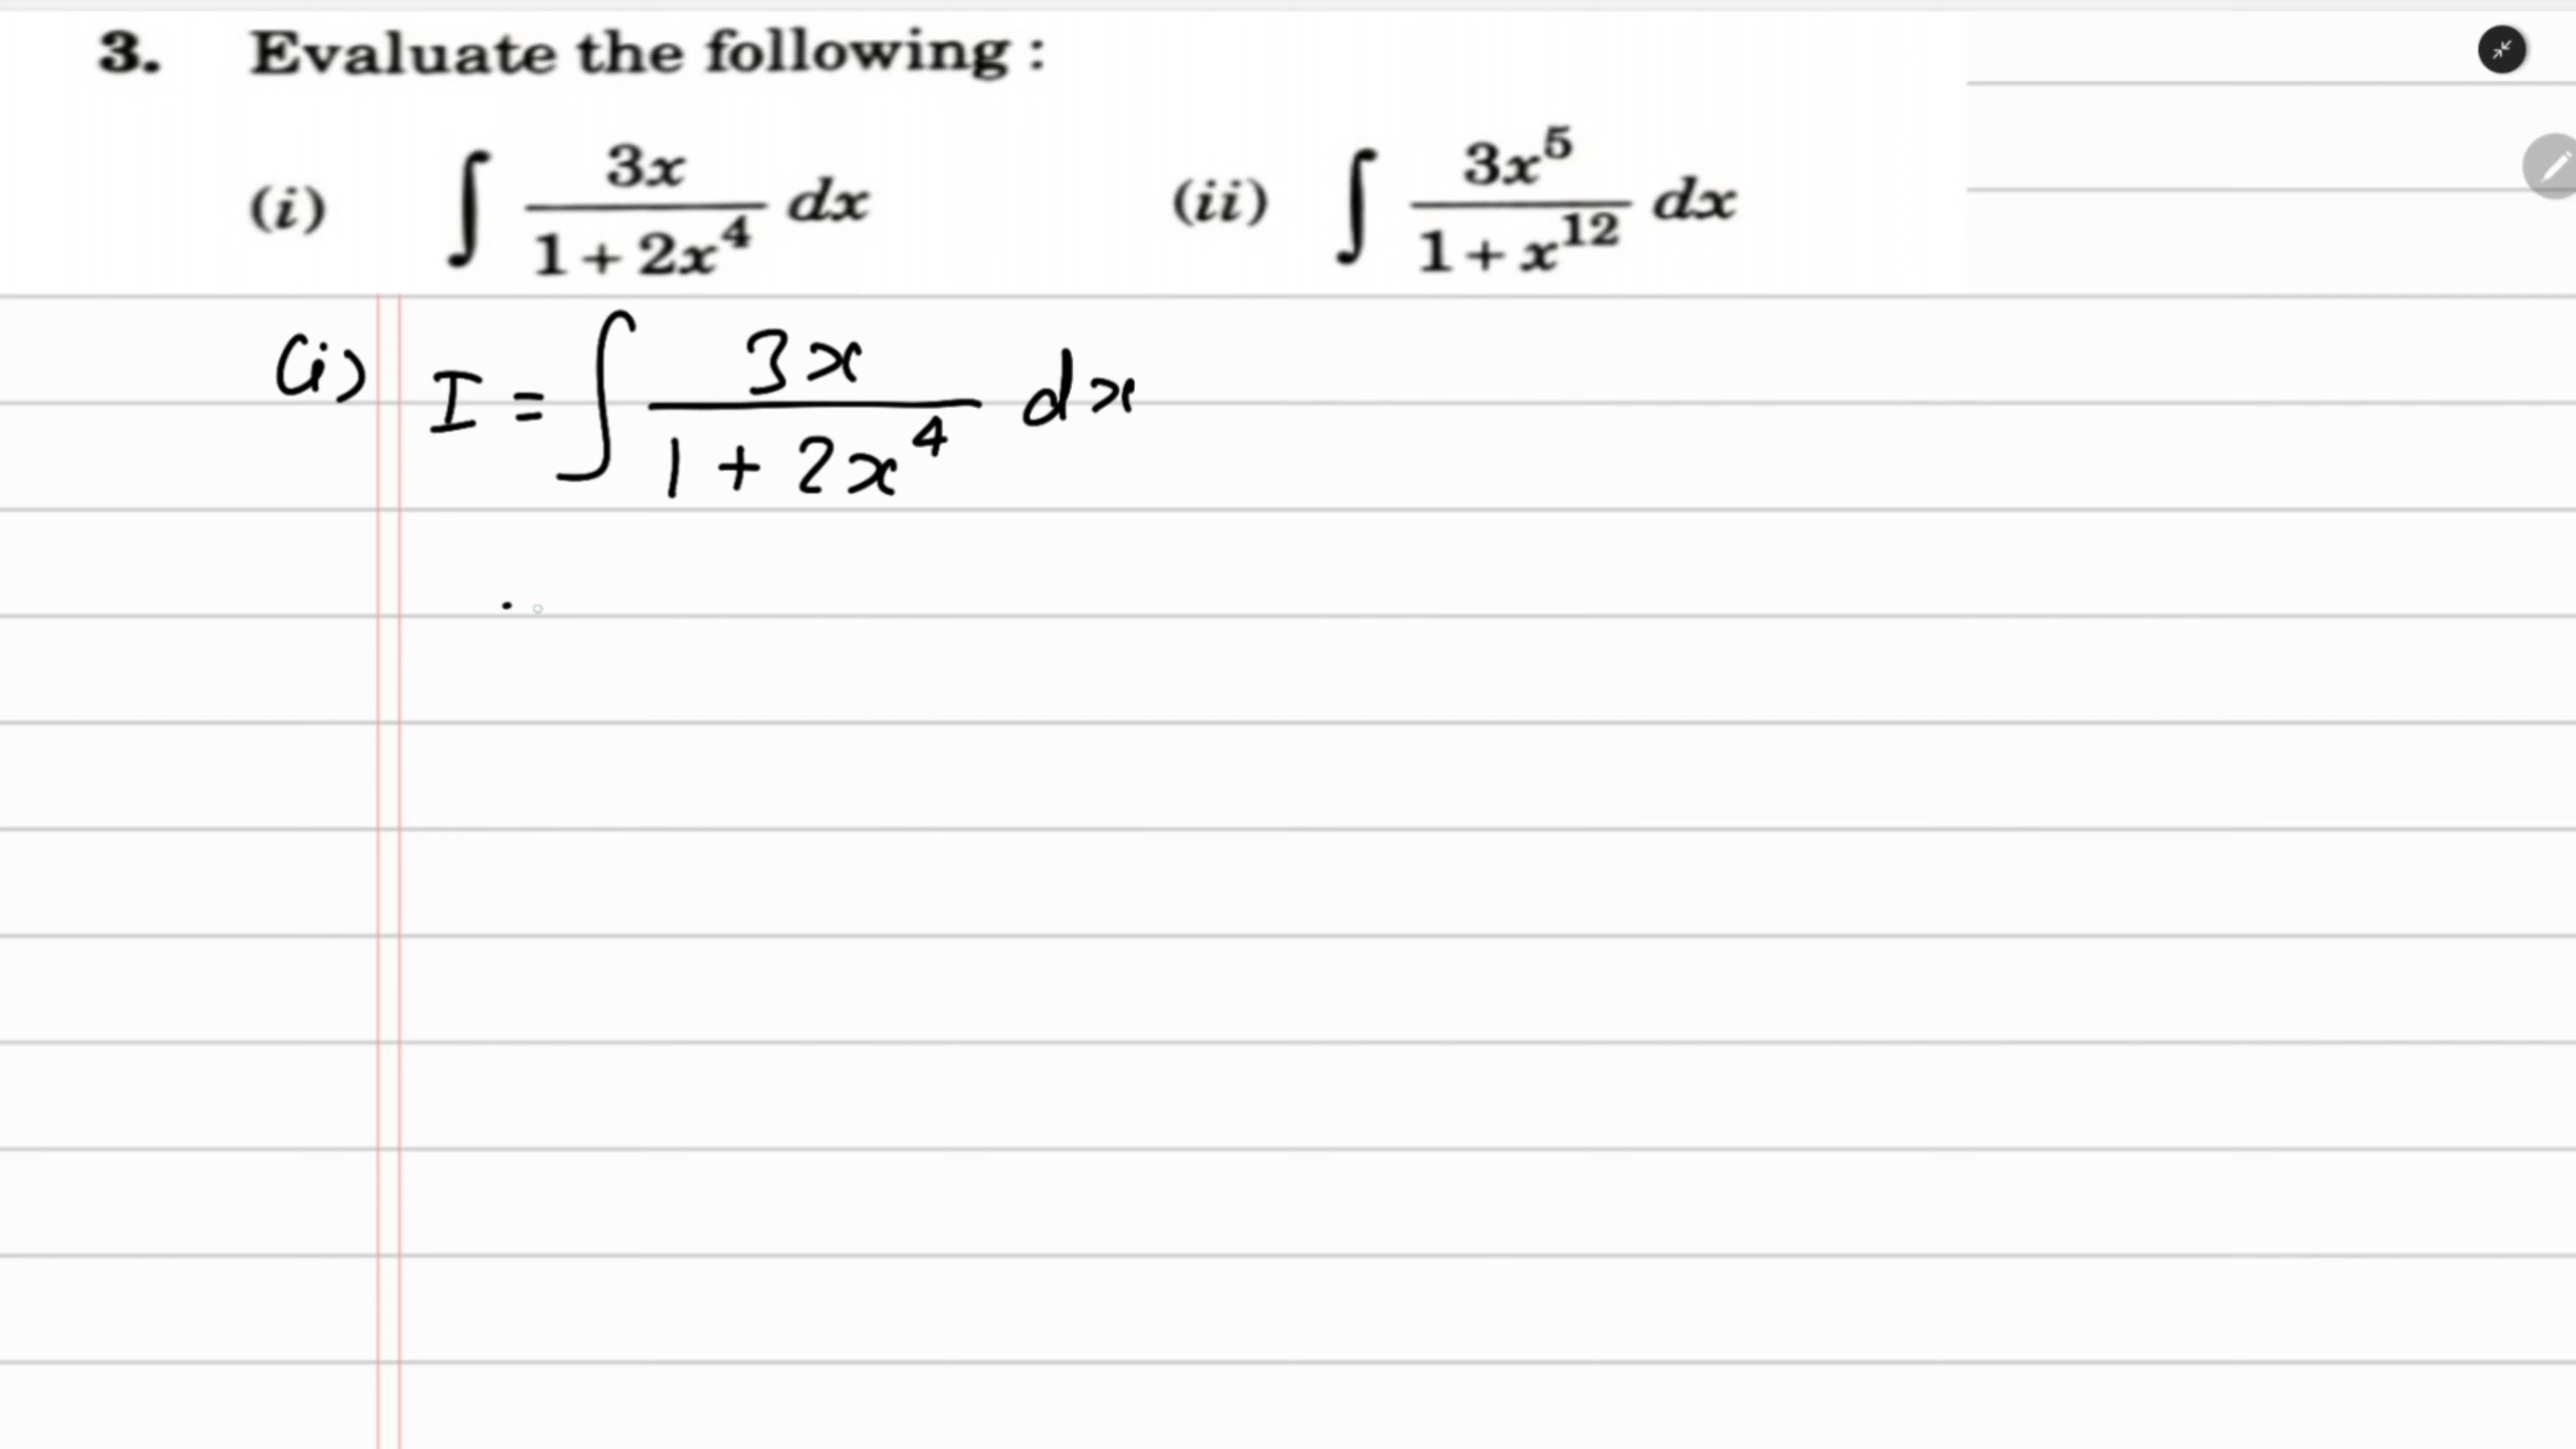 3. Evaluate the following :
(i) ∫ 3x / (1 + 2x⁴) dx (ii) ∫ 3x⁵ / (1 + x¹²) dx
(i) I = ∫ 3x / (1 + 2x⁴) dx